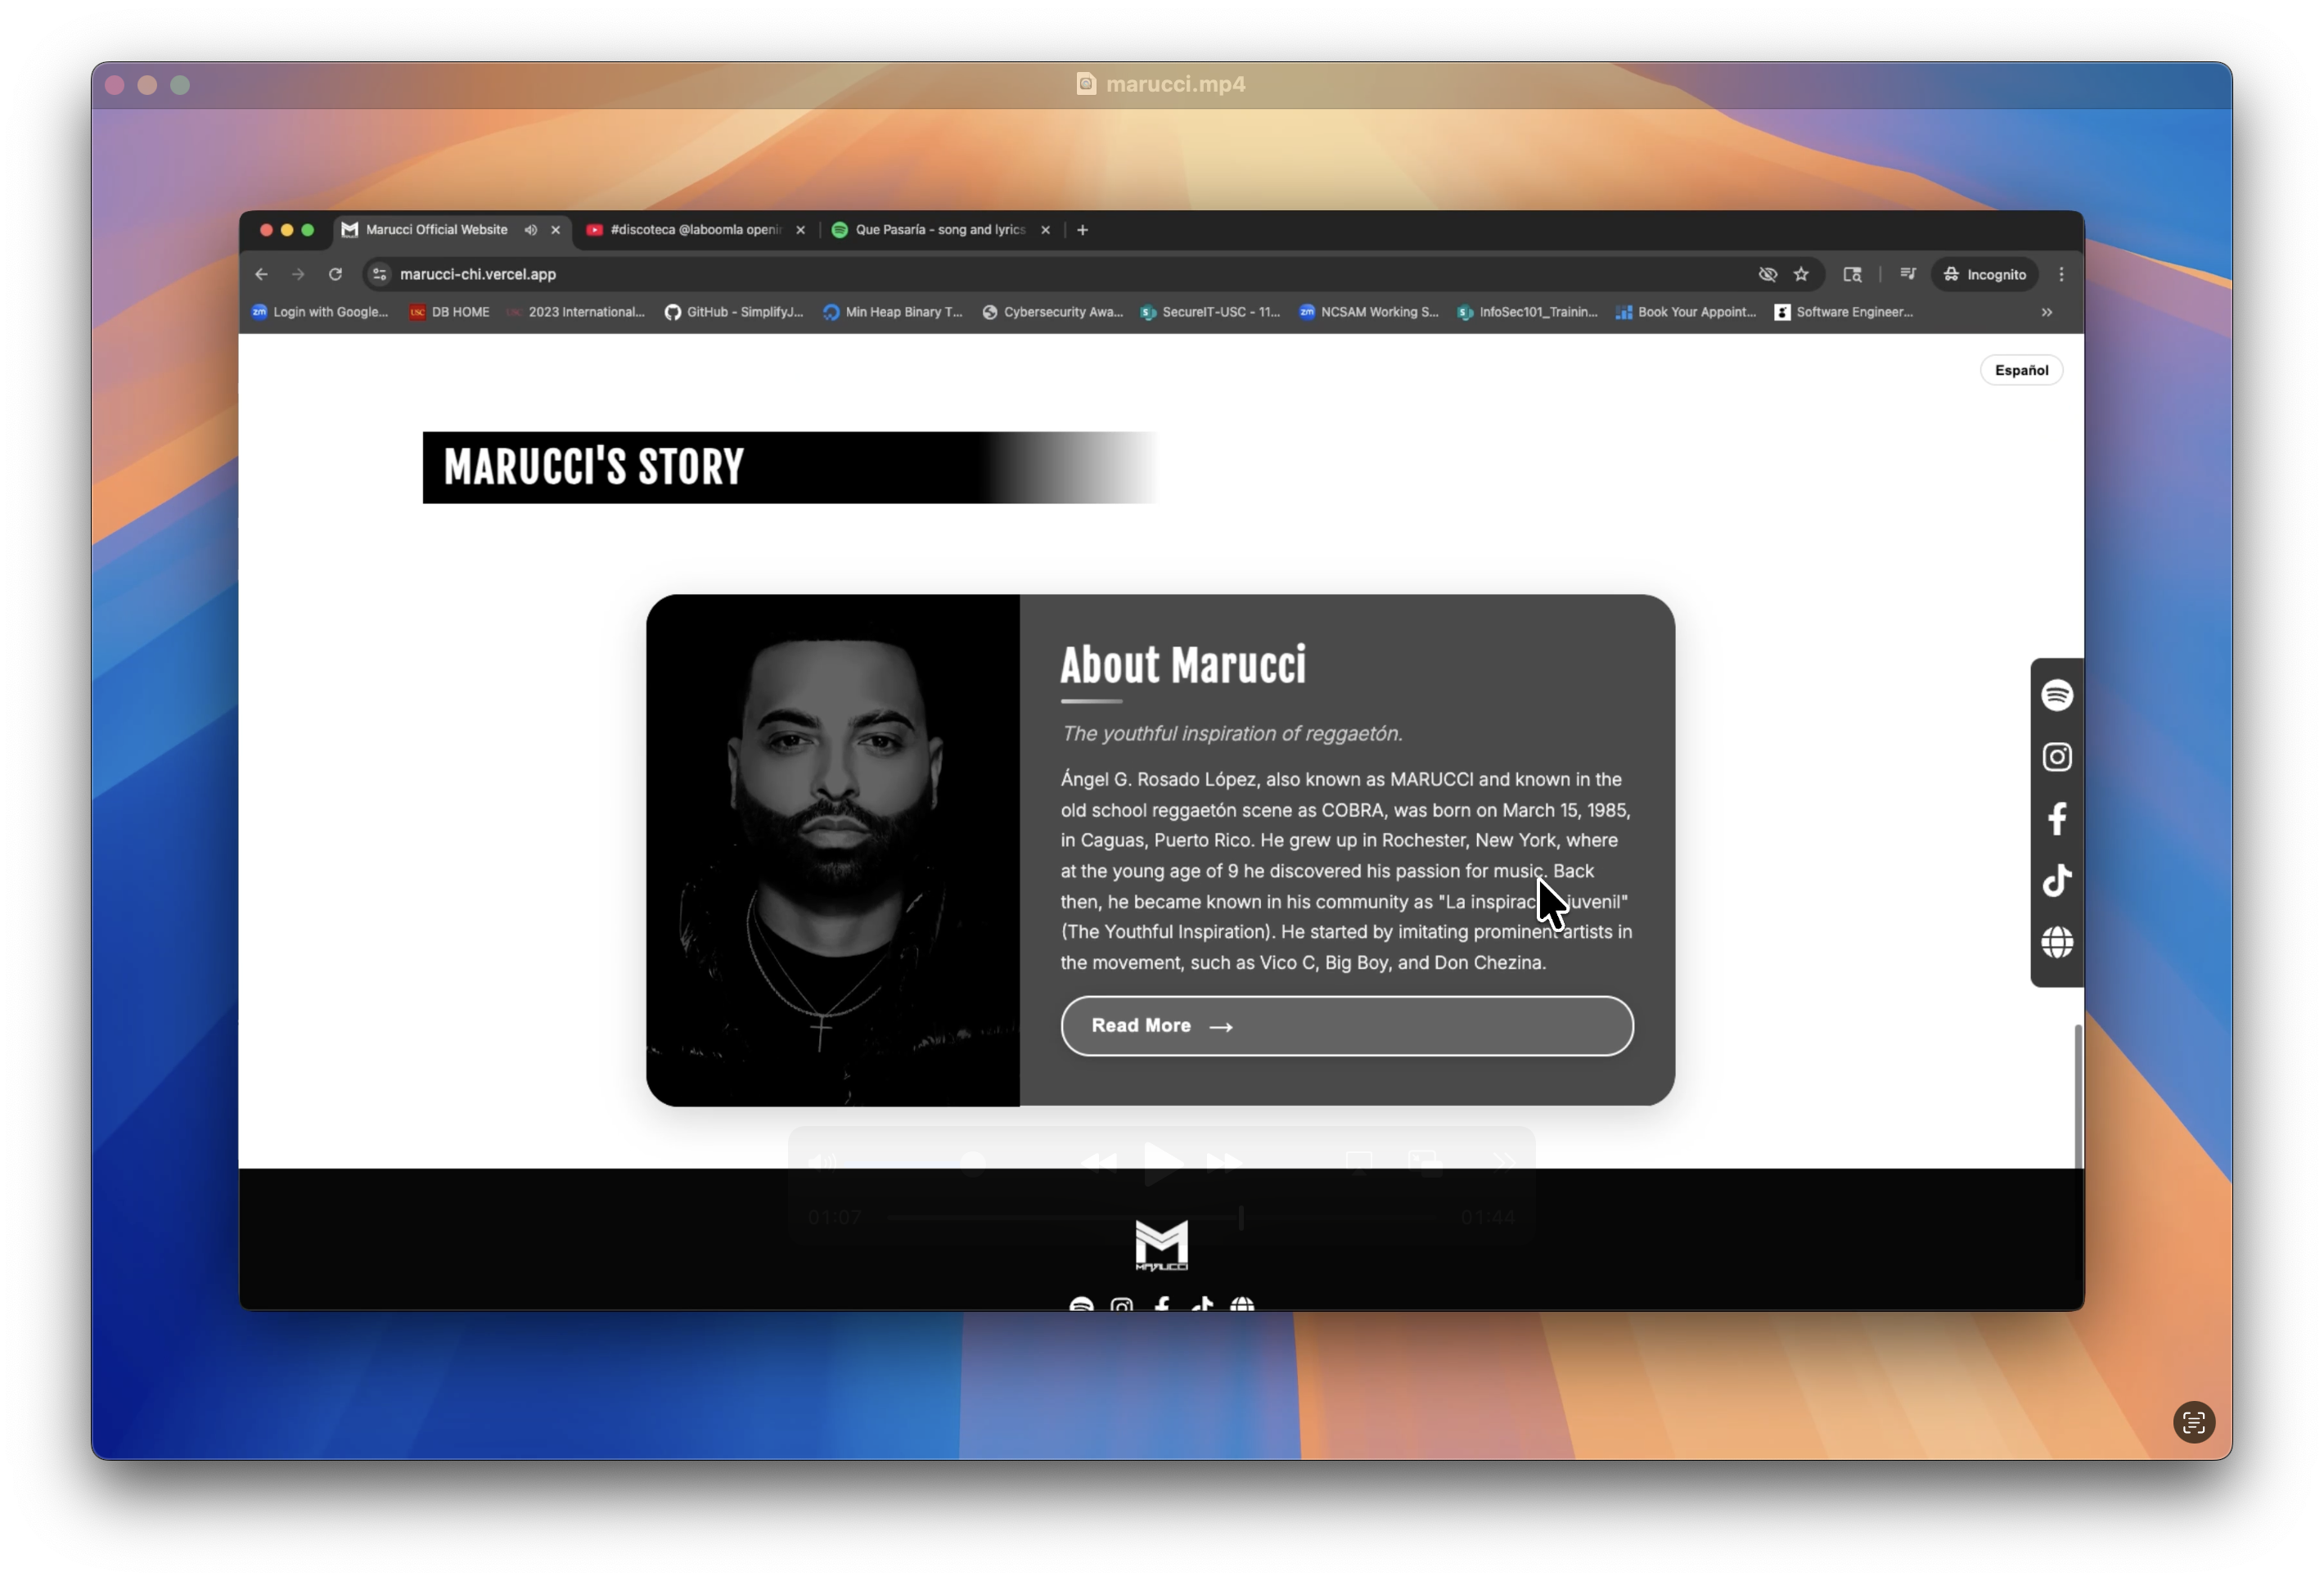 marucci.mp4
Marucci Official Website
#discoteca @laboomla openin
Que Pasaría - song and lyrics
marucci-chi.vercel.app
Incognito
Login with Google...
DB HOME
2023 International...
GitHub - SimplifyJ...
Min Heap Binary T...
Cybersecurity Awa...
SecureIT-USC - 11...
NCSAM Working S...
InfoSec101_Trainin...
Book Your Appoint...
Software Engineer...
Español
MARUCCI'S STORY
About Marucci
The youthful inspiration of reggaetón.
Ángel G. Rosado López, also known as MARUCCI and known in the
old school reggaetón scene as COBRA, was born on March 15, 1985,
in Caguas, Puerto Rico. He grew up in Rochester, New York, where
at the young age of 9 he discovered his passion for music. Back
then, he became known in his community as "La juvenil"
(The Youthful Inspiration). He started by imitating prominent artists in
the movement, such as Vico C, Big Boy, and Don Chezina.
Read More →
01:07
01:44
MARUCCI